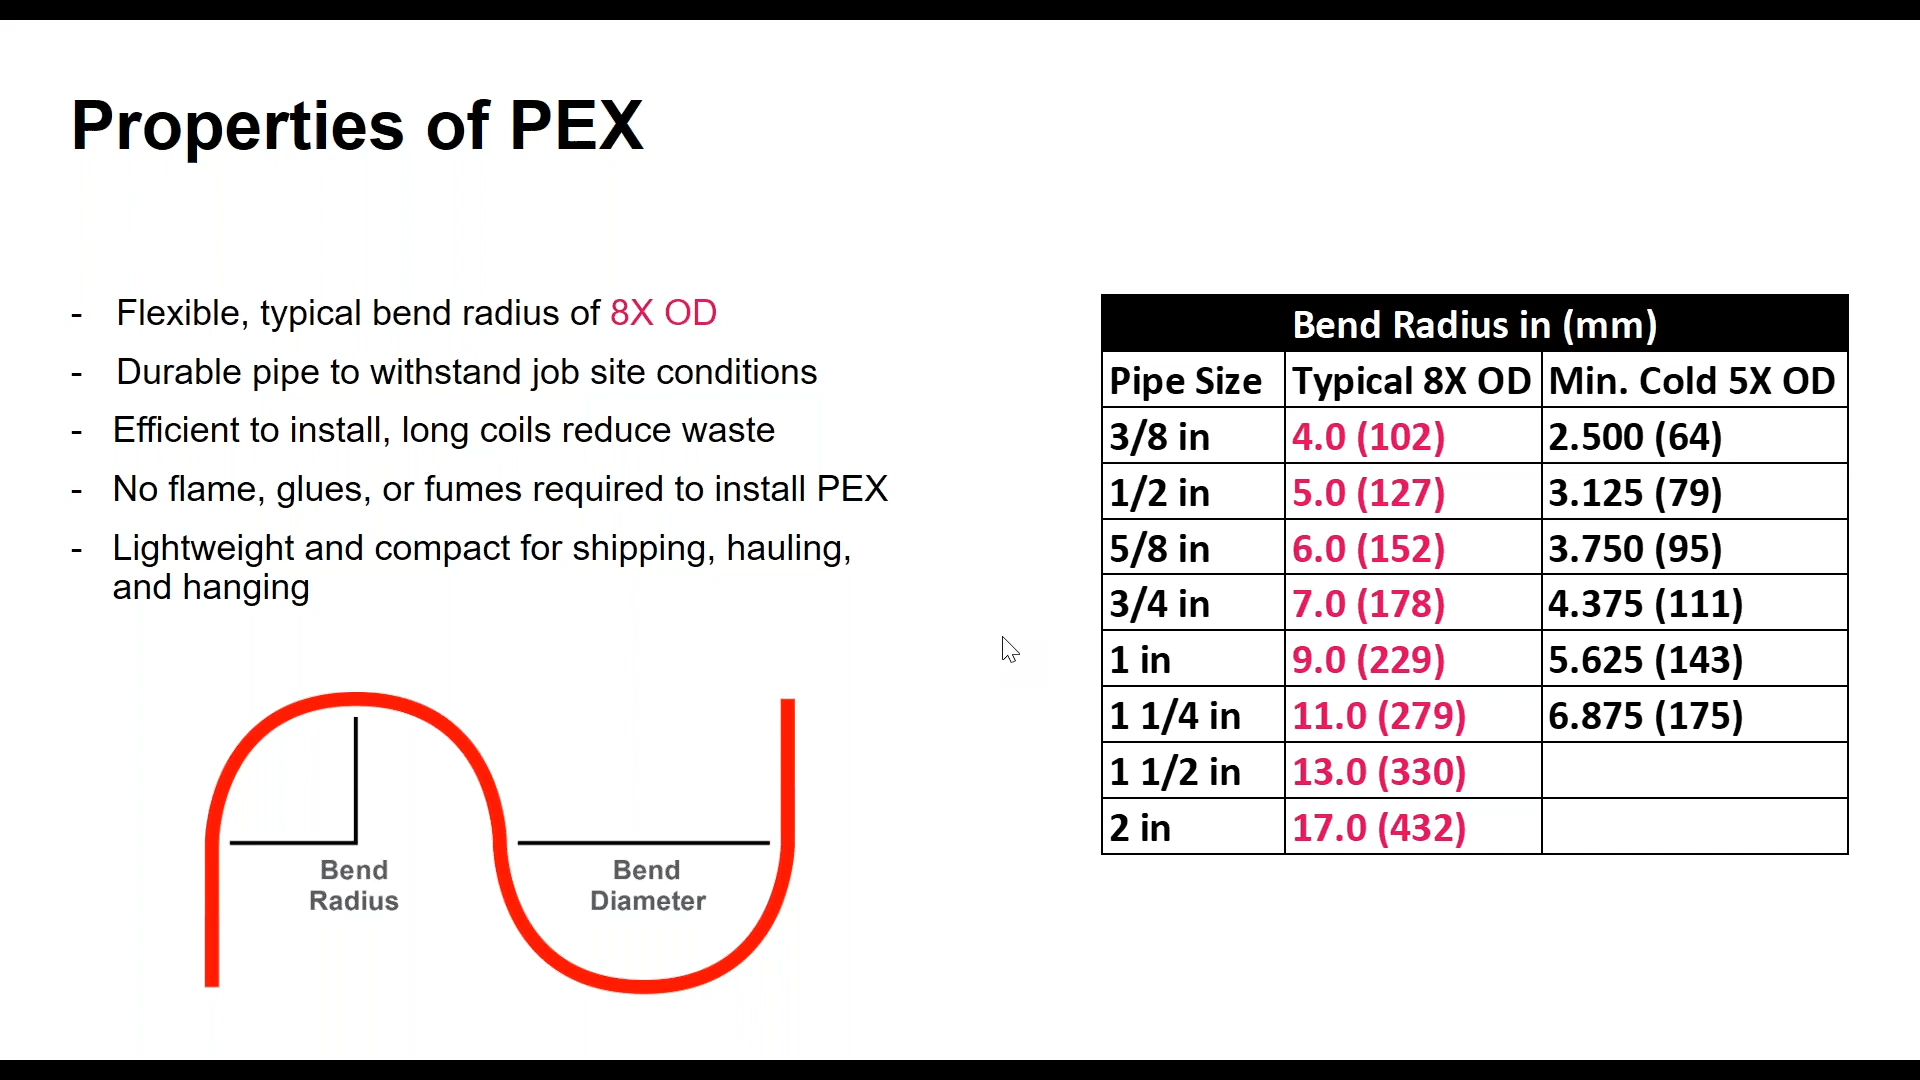 Properties of PEX
- Flexible, typical bend radius of 8X OD
- Durable pipe to withstand job site conditions
- Efficient to install, long coils reduce waste
- No flame, glues, or fumes required to install PEX
- Lightweight and compact for shipping, hauling,
and hanging
Bend
Radius
Bend
Diameter
Bend Radius in (mm)
Pipe Size Typical 8X OD Min. Cold 5X OD
3/8 in 4.0 (102) 2.500 (64)
1/2 in 5.0 (127) 3.125 (79)
5/8 in 6.0 (152) 3.750 (95)
3/4 in 7.0 (178) 4.375 (111)
1 in 9.0 (229) 5.625 (143)
1 1/4 in 11.0 (279) 6.875 (175)
1 1/2 in 13.0 (330)
2 in 17.0 (432)